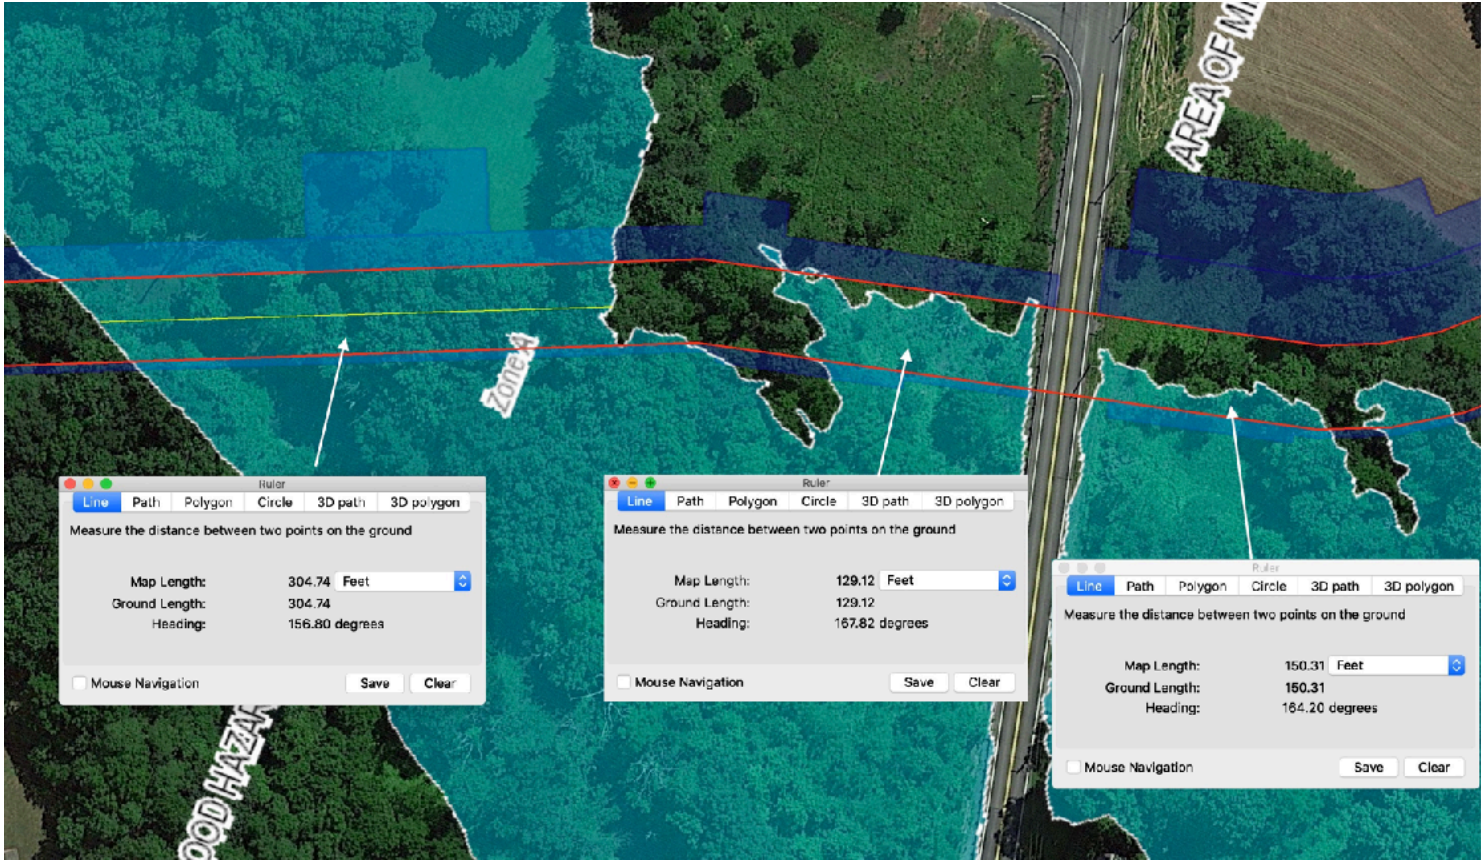 AREA OF MI
Zone A
OOD HAZAR
Ruler
Line Path Polygon Circle 3D path 3D polygon
Measure the distance between two points on the ground
Map Length: 304.74 Feet
Ground Length: 304.74
Heading: 156.80 degrees
Mouse Navigation Save Clear
Ruler
Line Path Polygon Circle 3D path 3D polygon
Measure the distance between two points on the ground
Map Length: 129.12 Feet
Ground Length: 129.12
Heading: 167.82 degrees
Mouse Navigation Save Clear
Ruler
Line Path Polygon Circle 3D path 3D polygon
Measure the distance between two points on the ground
Map Length: 150.31 Feet
Ground Length: 150.31
Heading: 164.20 degrees
Mouse Navigation Save Clear